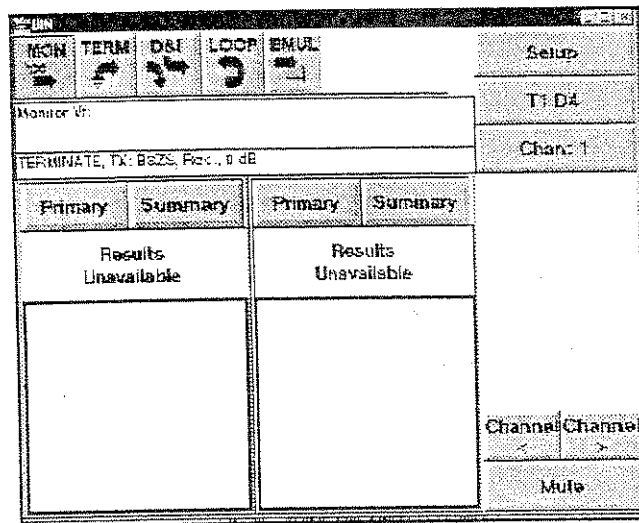 MON TERM D&I LOOP EMUL
Setup
T1 D4
Monitor Vf:
TERMINATE, TX: B8ZS, Rec., 0 dB
Chan: 1
Primary Summary Primary Summary
Results
Unavailable
Results
Unavailable
Channel Channel
< >
Mute